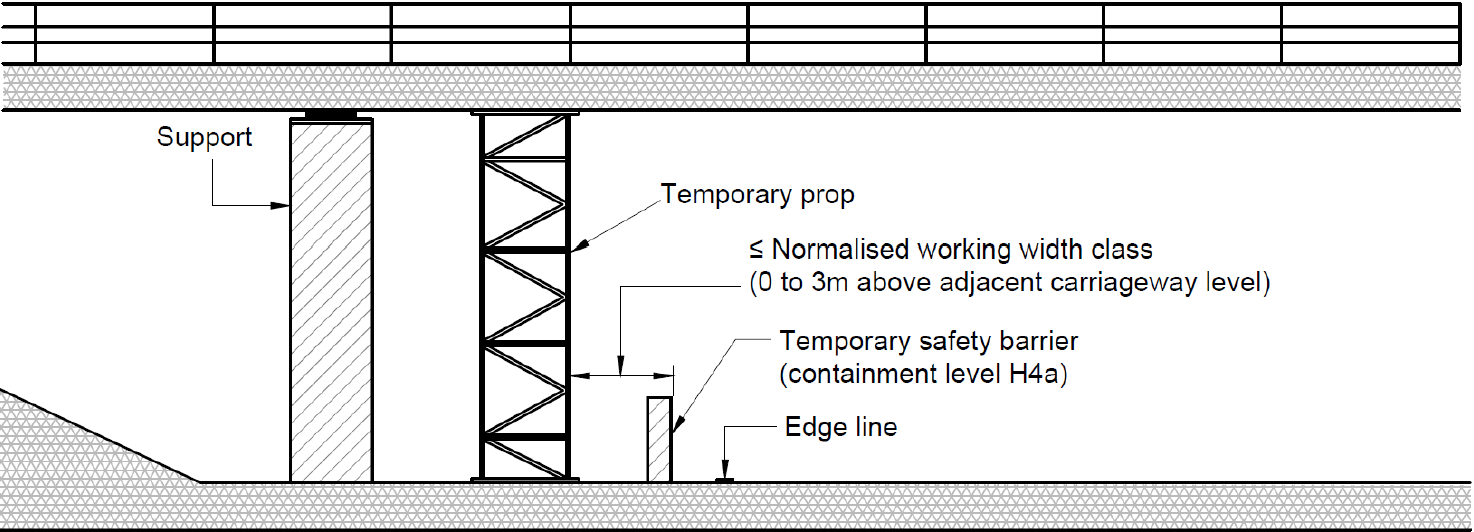 Support
Temporary prop
≤ Normalised working width class
(0 to 3m above adjacent carriageway level)
Temporary safety barrier
(containment level H4a)
Edge line